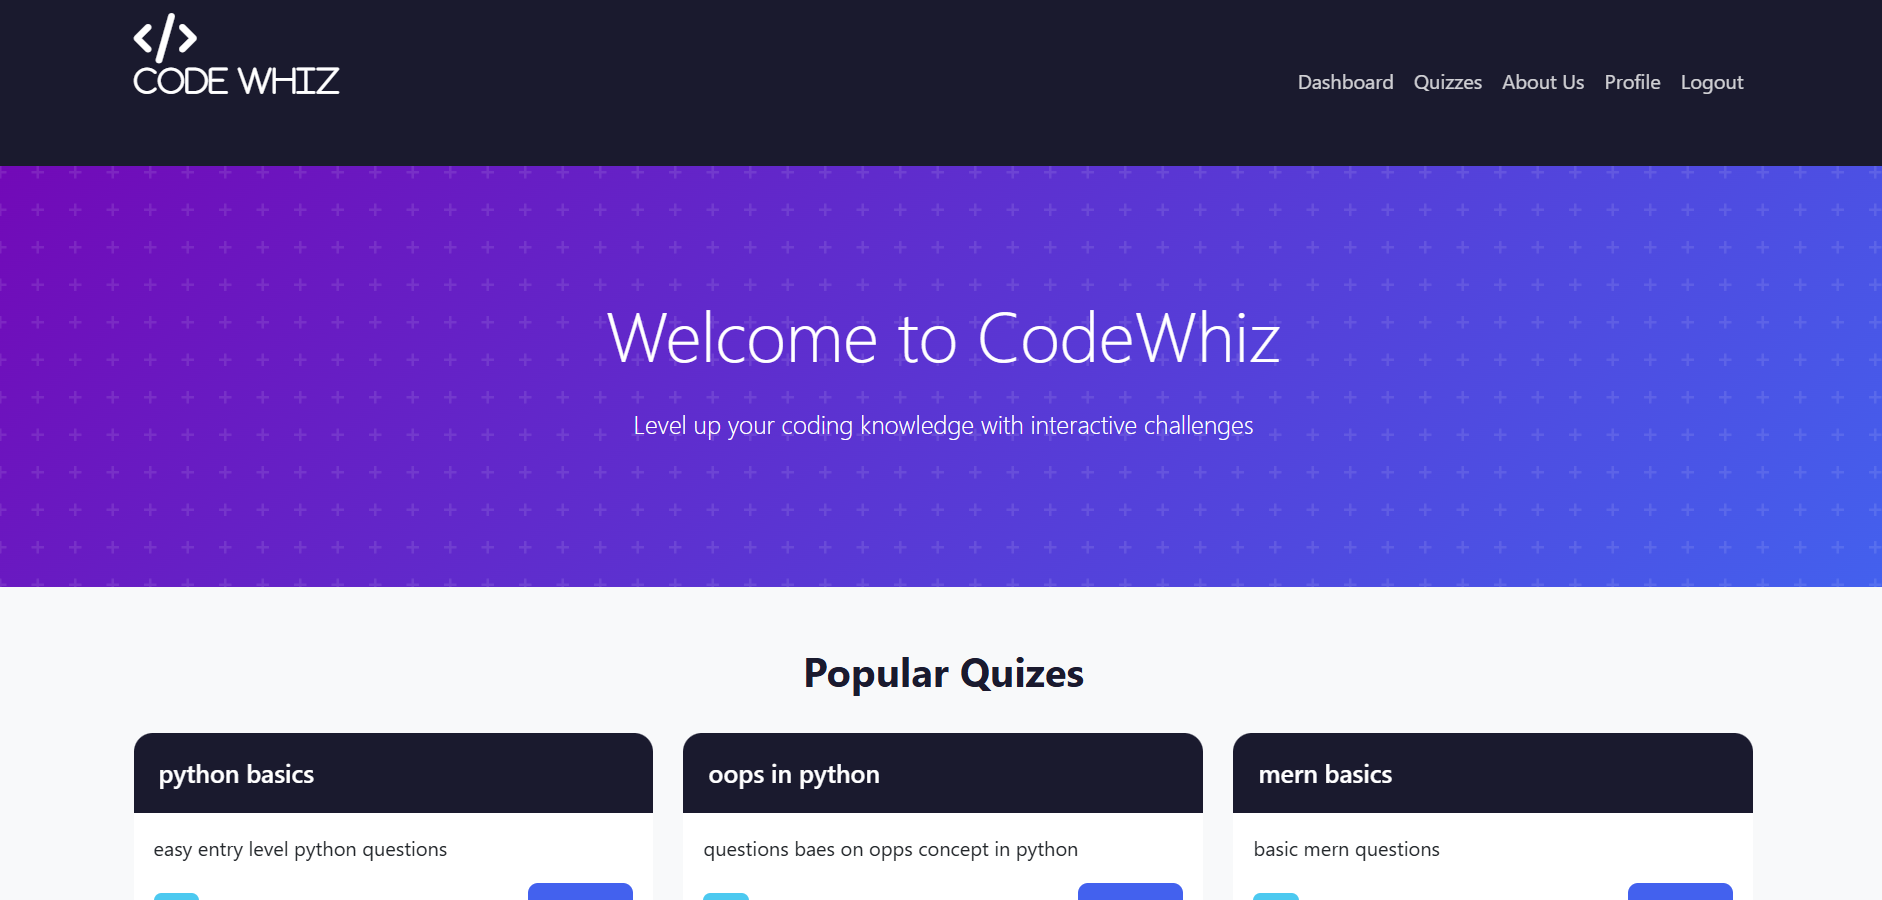 </>
CODE WHIZ
Dashboard Quizzes About Us Profile Logout
Welcome to CodeWhiz
Level up your coding knowledge with interactive challenges
Popular Quizes
python basics
easy entry level python questions
oops in python
questions baes on opps concept in python
mern basics
basic mern questions